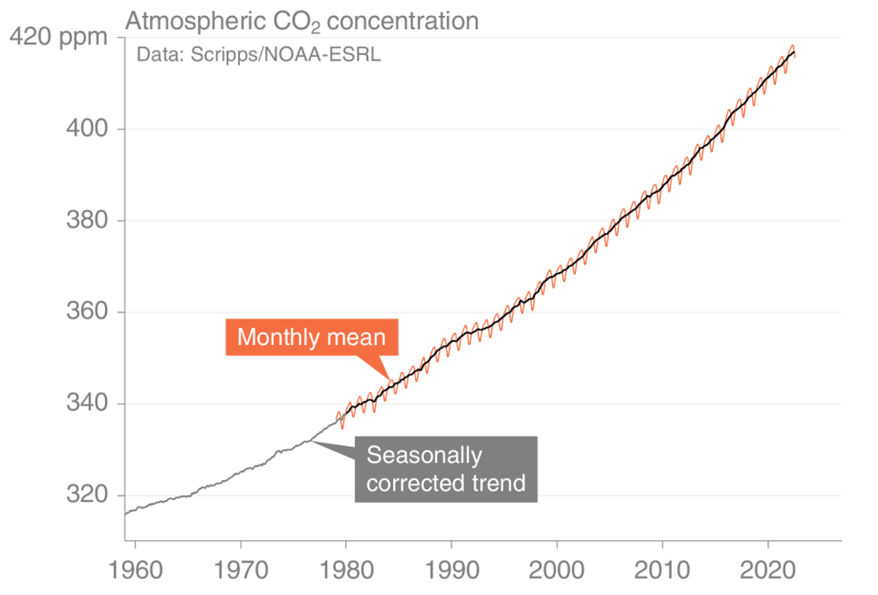 Atmospheric CO₂ concentration
420 ppm
Data: Scripps/NOAA-ESRL
400
380
360
Monthly mean
340
Seasonally
corrected trend
320
1960 1970 1980 1990 2000 2010 2020